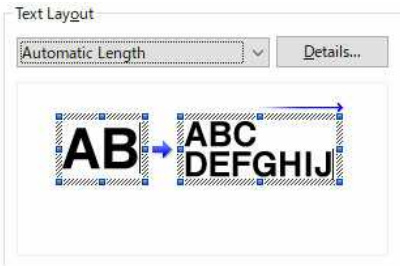 Text Layout
Automatic Length
Details...
AB
ABC
DEFGHIJ